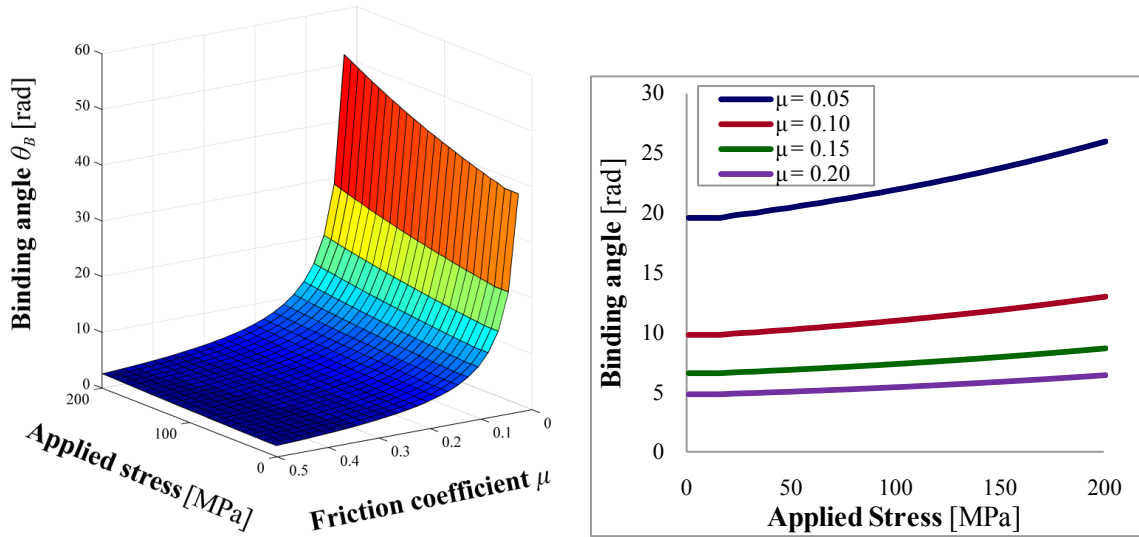 60
50
40
30
20
10
0
Binding angle θB [rad]
200
100
0
Applied stress [MPa]
0.5
0.4
0.3
0.2
0.1
0
Friction coefficient μ
30
25
20
15
10
5
0
Binding angle [rad]
μ = 0.05
μ = 0.10
μ = 0.15
μ = 0.20
0 50 100 150 200
Applied Stress [MPa]